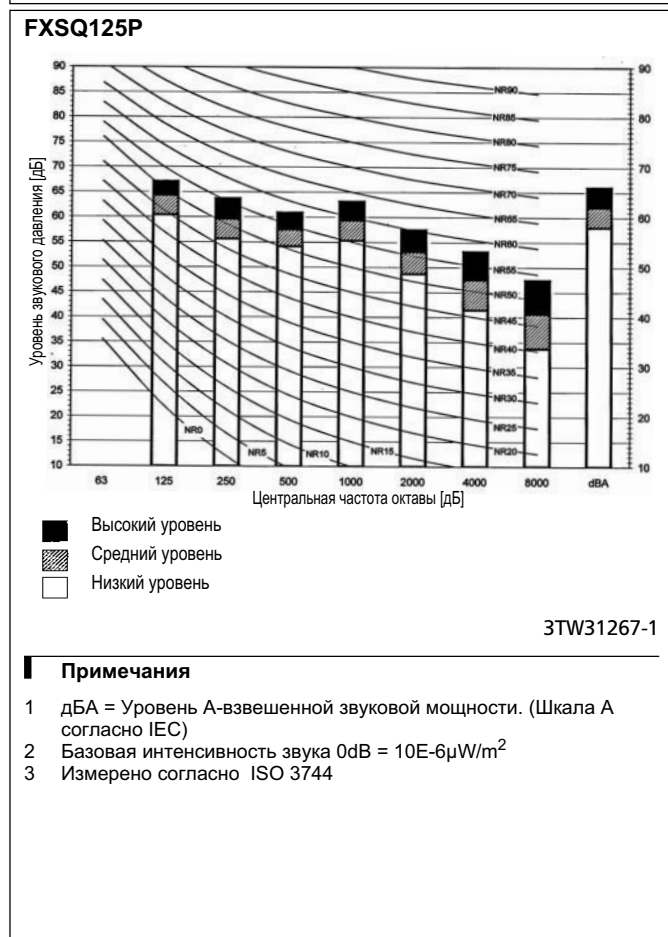 FXSQ125P
Уровень звукового давления [дБ]
90
85
80
75
70
65
60
55
50
45
40
35
30
25
20
15
10
NR90
NR85
NR80
NR75
NR70
NR65
NR60
NR55
NR50
NR45
NR40
NR35
NR30
NR25
NR20
NR0
NR5
NR10
NR15
90
80
70
60
50
40
30
20
10
63 125 250 500 1000 2000 4000 8000 dBA
Центральная частота октавы [дБ]
Высокий уровень
Средний уровень
Низкий уровень
3TW31267-1
Примечания
1 дБА = Уровень А-взвешенной звуковой мощности. (Шкала А
согласно IEC)
2 Базовая интенсивность звука 0dB = 10E-6µW/m²
3 Измерено согласно ISO 3744